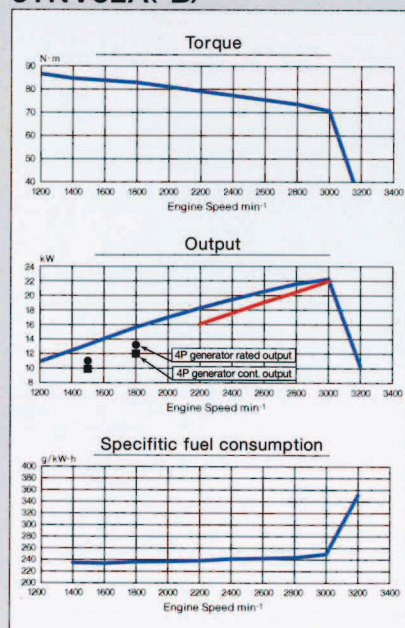 Torque
N·m
90
80
70
60
50
40
1200 1400 1600 1800 2000 2200 2400 2600 2800 3000 3200 3400
Engine Speed min-1
Output
kW
24
22
20
18
16
14
12
10
8
4P generator rated output
4P generator cont. output
1200 1400 1600 1800 2000 2200 2400 2600 2800 3000 3200 3400
Engine Speed min-1
Specifitic fuel consumption
g/kW·h
400
380
360
340
320
300
280
260
240
220
200
1200 1400 1600 1800 2000 2200 2400 2600 2800 3000 3200 3400
Engine Speed min-1